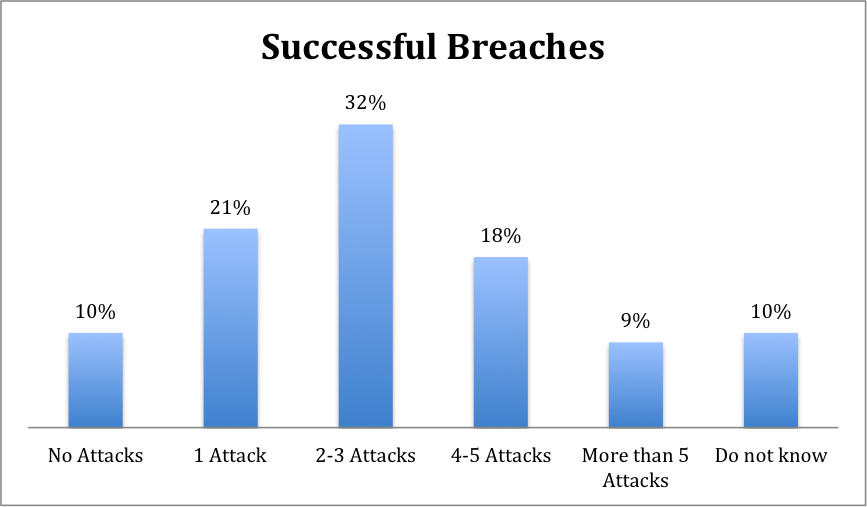 Successful Breaches
32%
21%
18%
10%
9%
10%
No Attacks
1 Attack
2-3 Attacks
4-5 Attacks
More than 5
Attacks
Do not know